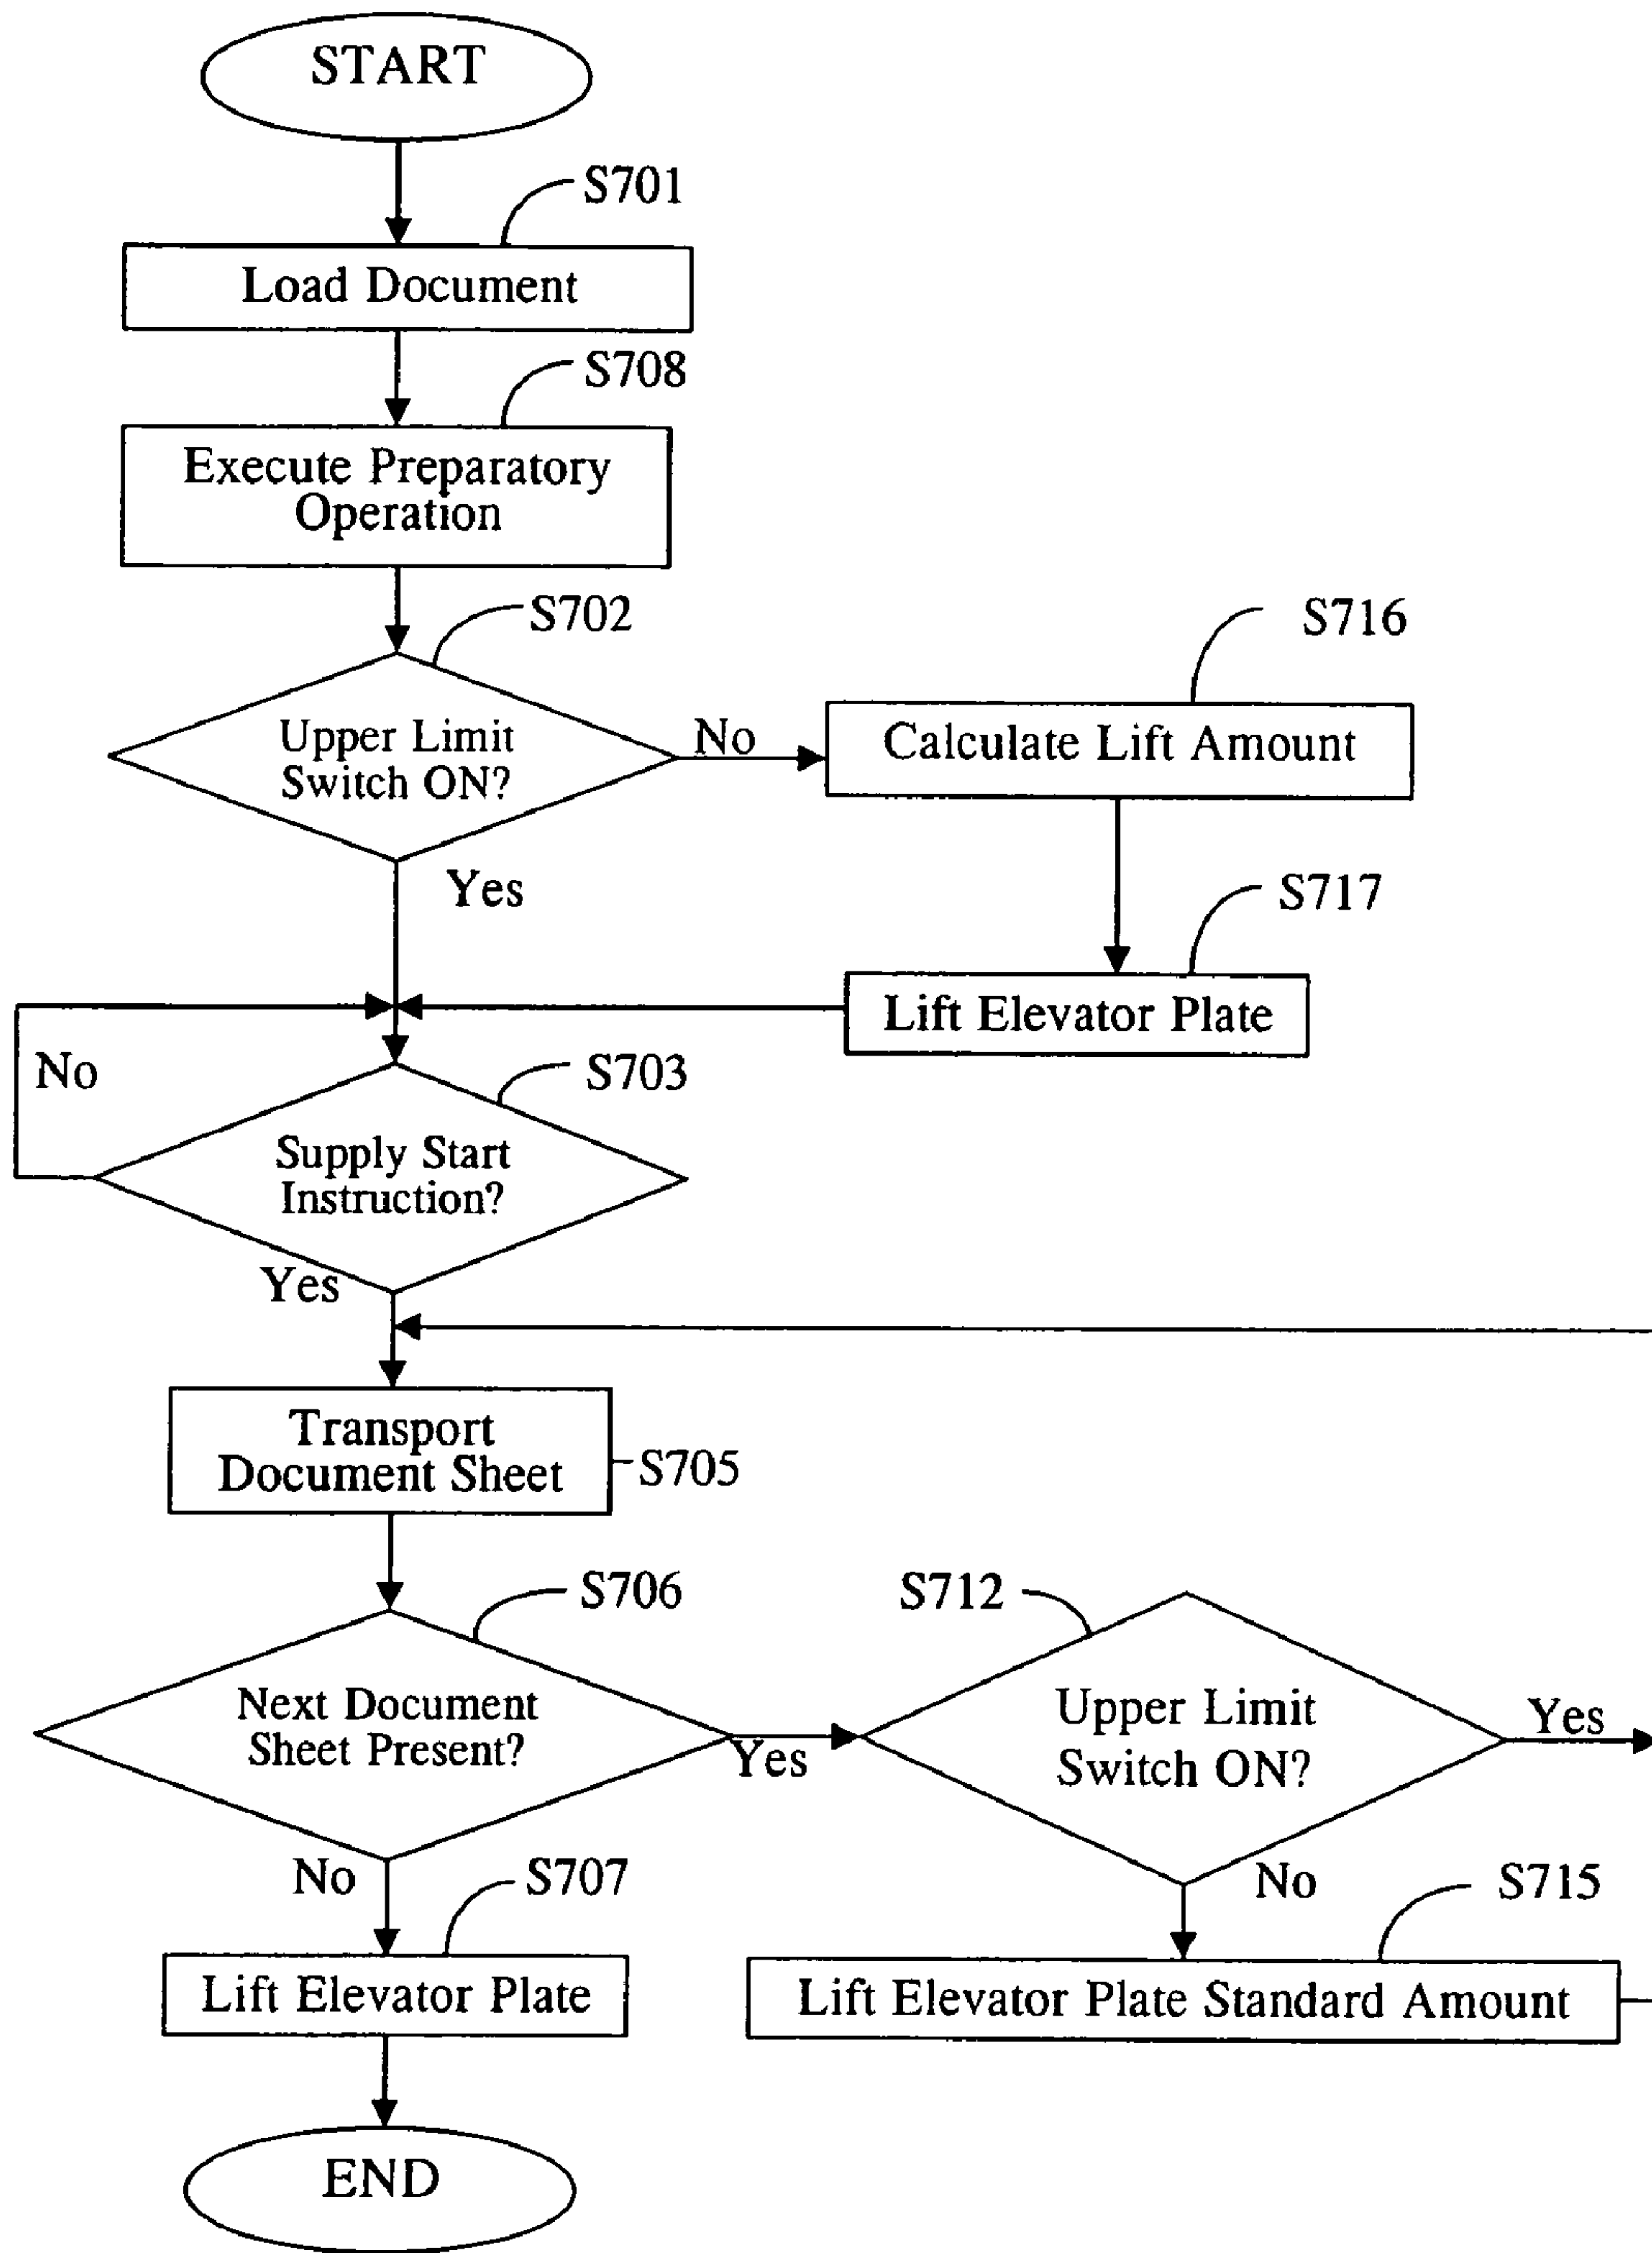 START
S701
Load Document
S708
Execute Preparatory
Operation
S702
Upper Limit
Switch ON?
No
Yes
S716
Calculate Lift Amount
S717
Lift Elevator Plate
No
S703
Supply Start
Instruction?
Yes
Transport
Document Sheet
S705
S706
Next Document
Sheet Present?
Yes
S712
Upper Limit
Switch ON?
Yes
No
No
S707
Lift Elevator Plate
S715
Lift Elevator Plate Standard Amount
END